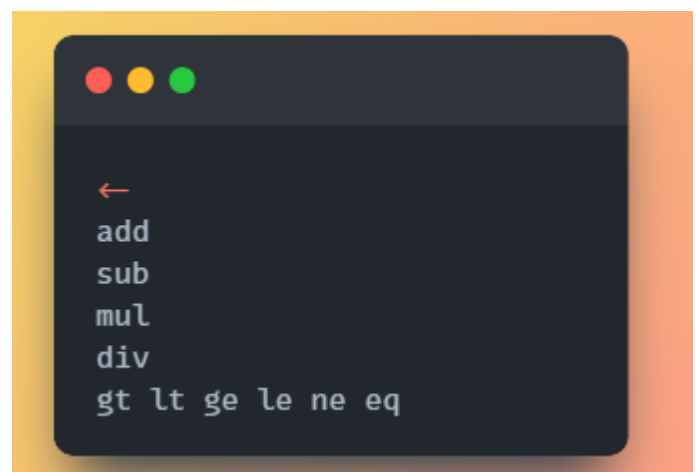 ←
add
sub
mul
div
gt lt ge le ne eq